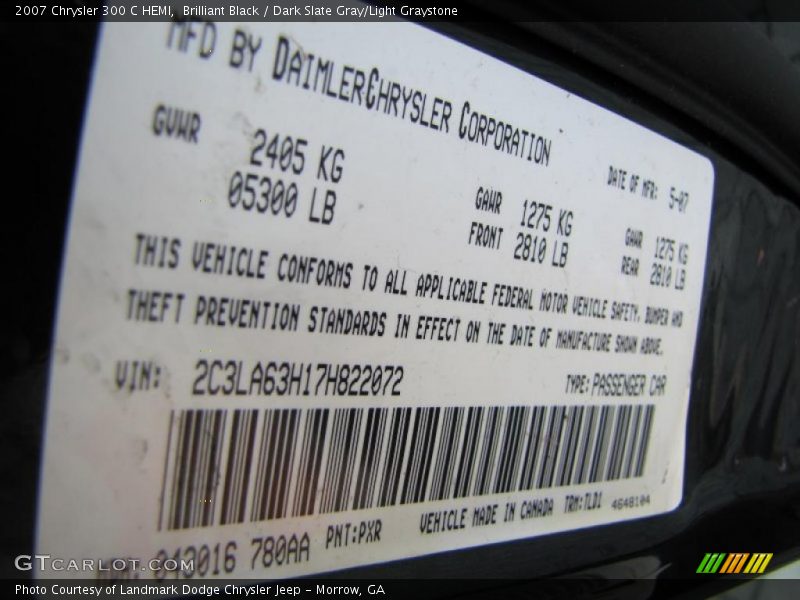 2007 Chrysler 300 C HEMI, Brilliant Black / Dark Slate Gray/Light Graystone
MFD BY DAIMLERCHRYSLER CORPORATION
DATE OF MFR: 5-07
GVWR 2405 KG
05300 LB
GAWR 1275 KG
FRONT 2810 LB
GAWR 1275 KG
REAR 2810 LB
THIS VEHICLE CONFORMS TO ALL APPLICABLE FEDERAL MOTOR VEHICLE SAFETY, BUMPER AND
THEFT PREVENTION STANDARDS IN EFFECT ON THE DATE OF MANUFACTURE SHOWN ABOVE.
VIN: 2C3LA63H17H822072 TYPE: PASSENGER CAR
043016 780AA PNT:PXR VEHICLE MADE IN CANADA TRM:TLD1 4648104
GTCARLOT.COM
Photo Courtesy of Landmark Dodge Chrysler Jeep – Morrow, GA